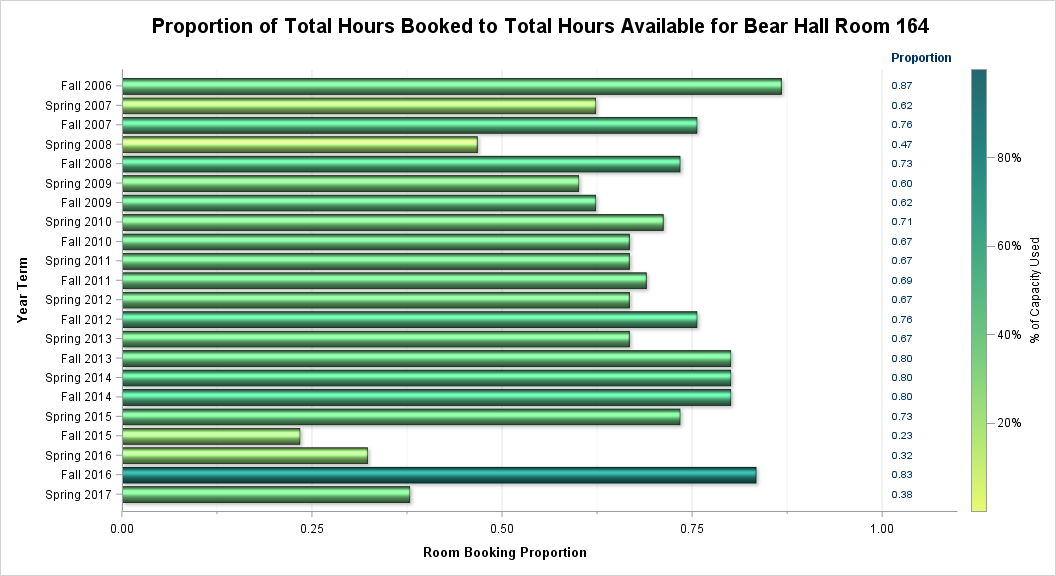 Proportion of Total Hours Booked to Total Hours Available for Bear Hall Room 164
Proportion
Fall 2006 0.87
Spring 2007 0.62
Fall 2007 0.76
Spring 2008 0.47
Fall 2008 0.73
Spring 2009 0.60
Fall 2009 0.62
Spring 2010 0.71
Fall 2010 0.67
Spring 2011 0.67
Fall 2011 0.69
Spring 2012 0.67
Fall 2012 0.76
Spring 2013 0.67
Fall 2013 0.80
Spring 2014 0.80
Fall 2014 0.80
Spring 2015 0.73
Fall 2015 0.23
Spring 2016 0.32
Fall 2016 0.83
Spring 2017 0.38
Year Term
0.00 0.25 0.50 0.75 1.00
Room Booking Proportion
80%
60%
40%
20%
% of Capacity Used